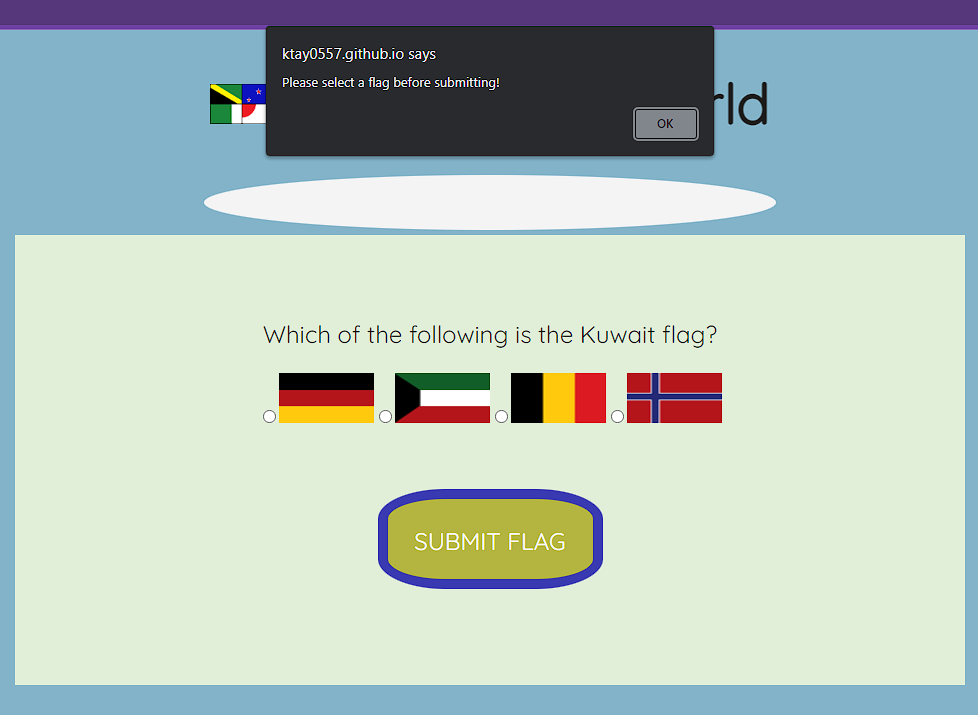 ktay0557.github.io says
Please select a flag before submitting!
OK
Which of the following is the Kuwait flag?
SUBMIT FLAG